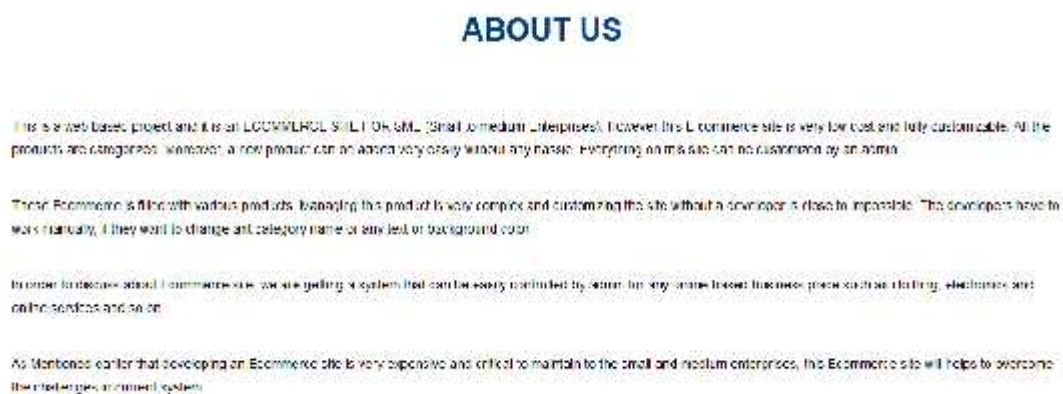 ABOUT US
This is a web based project and it is an ECOMMERCE SITE FOR SME (Small to medium Enterprises). However this E commerce site is very low cost and fully customizable. All the
products are categorized. Moreover, a new product can be added very easily without any hassle. Everything on this site can be customized by an admin.
These Ecommerce is filled with various products. Managing this product is very complex and customizing the site without a developer is close to impossible. The developers have to
work manually, if they want to change ant category name or any text or background color.
In order to discuss about Ecommerce site, we are getting a system that can be easily controlled by admin for any online based business place such as clothing, electronics and
online services and so on.
As Mentioned earlier that developing an Ecommerce site is very expensive and critical to maintain to the small and medium enterprises, this Ecommerce site will helps to overcome
the challenges in current system.